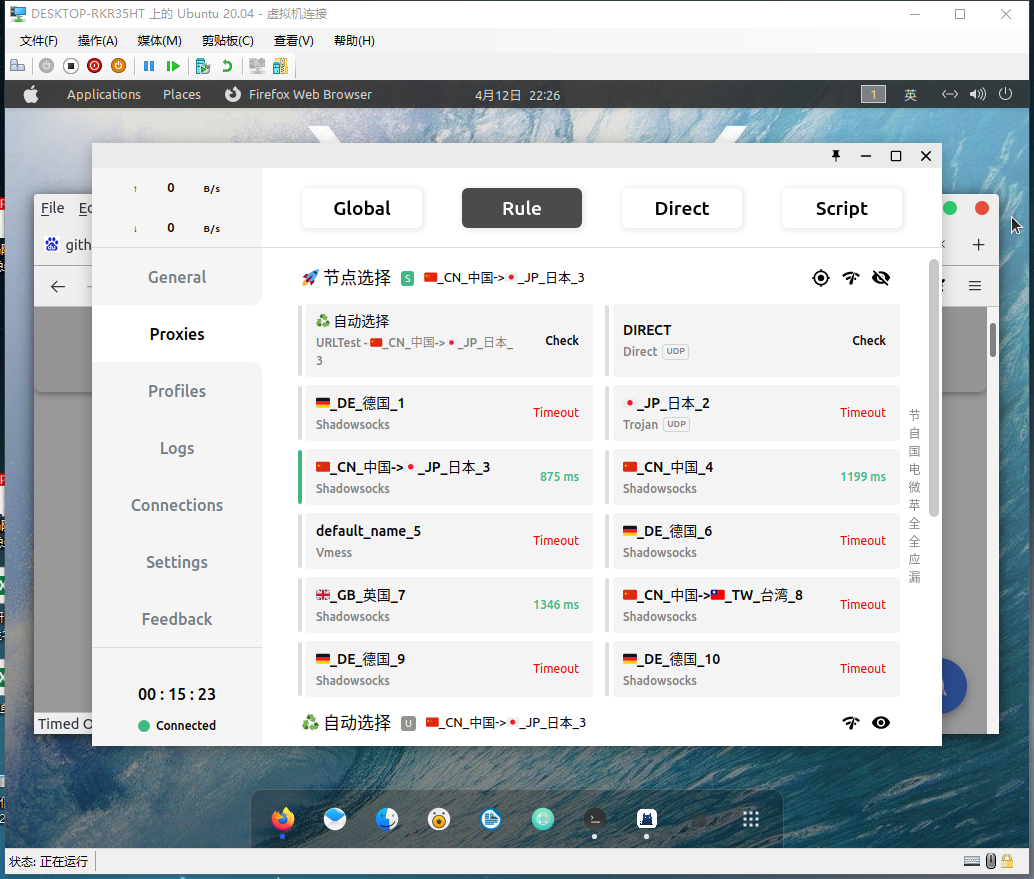 DESKTOP-RKR35HT 上的 Ubuntu 20.04 - 虚拟机连接
文件(F) 操作(A) 媒体(M) 剪贴板(C) 查看(V) 帮助(H)
Applications Places Firefox Web Browser 4月12日 22:26 1 英
File
gith
↑ 0 B/s
↓ 0 B/s
Global Rule Direct Script
General
Proxies
Profiles
Logs
Connections
Settings
Feedback
00 : 15 : 23
Connected
🚀 节点选择 S 🇨🇳_CN_中国->🇯🇵_JP_日本_3
♻️ 自动选择
URLTest - 🇨🇳_CN_中国->🇯🇵_JP_日本_
3
Check
DIRECT
Direct UDP
Check
🇩🇪_DE_德国_1
Shadowsocks
Timeout
🇯🇵_JP_日本_2
Trojan UDP
Timeout
🇨🇳_CN_中国->🇯🇵_JP_日本_3
Shadowsocks
875 ms
🇨🇳_CN_中国_4
Shadowsocks
1199 ms
default_name_5
Vmess
Timeout
🇩🇪_DE_德国_6
Shadowsocks
Timeout
🇬🇧_GB_英国_7
Shadowsocks
1346 ms
🇨🇳_CN_中国->🇹🇼_TW_台湾_8
Shadowsocks
Timeout
🇩🇪_DE_德国_9
Shadowsocks
Timeout
🇩🇪_DE_德国_10
Shadowsocks
Timeout
♻️ 自动选择 U 🇨🇳_CN_中国->🇯🇵_JP_日本_3
节
自
国
电
微
苹
全
全
应
漏
Timed O
状态: 正在运行